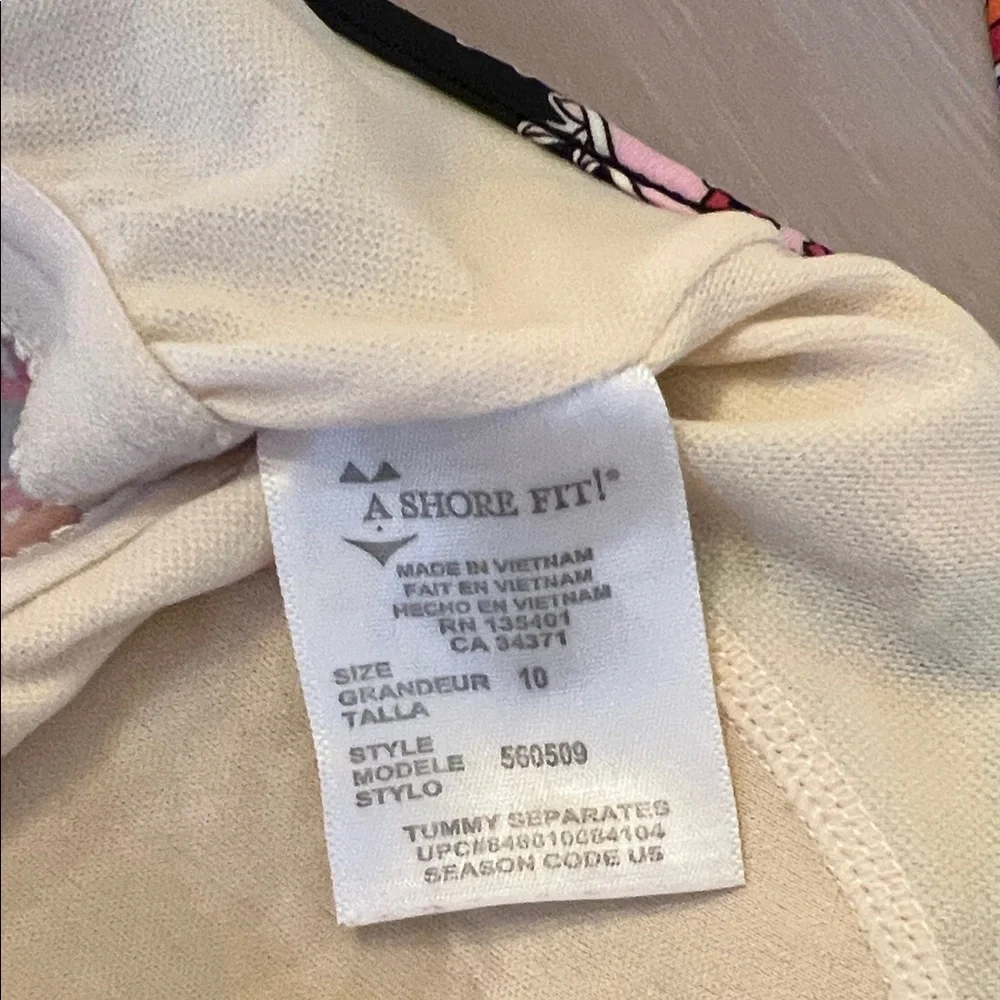 A SHORE FIT!®
MADE IN VIETNAM
FAIT EN VIETNAM
HECHO EN VIETNAM
RN 135401
CA 34371
SIZE
GRANDEUR 10
TALLA
STYLE
MODELE 560509
STYLO
TUMMY SEPARATES
UPC#848010684104
SEASON CODE U5